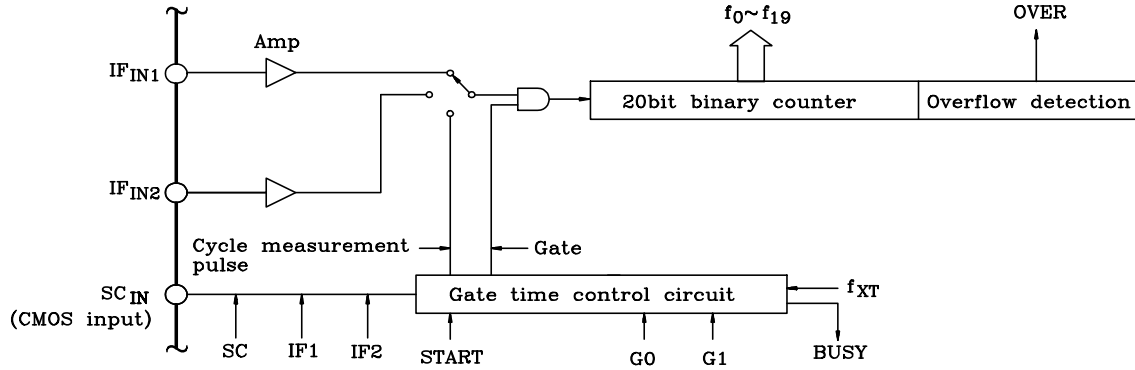 f0~f19
OVER
Amp
IFIN1
20bit binary counter
Overflow detection
IFIN2
Cycle measurement
pulse
Gate
SCIN
(CMOS input)
Gate time control circuit
fXT
SC
IF1
IF2
START
G0
G1
BUSY